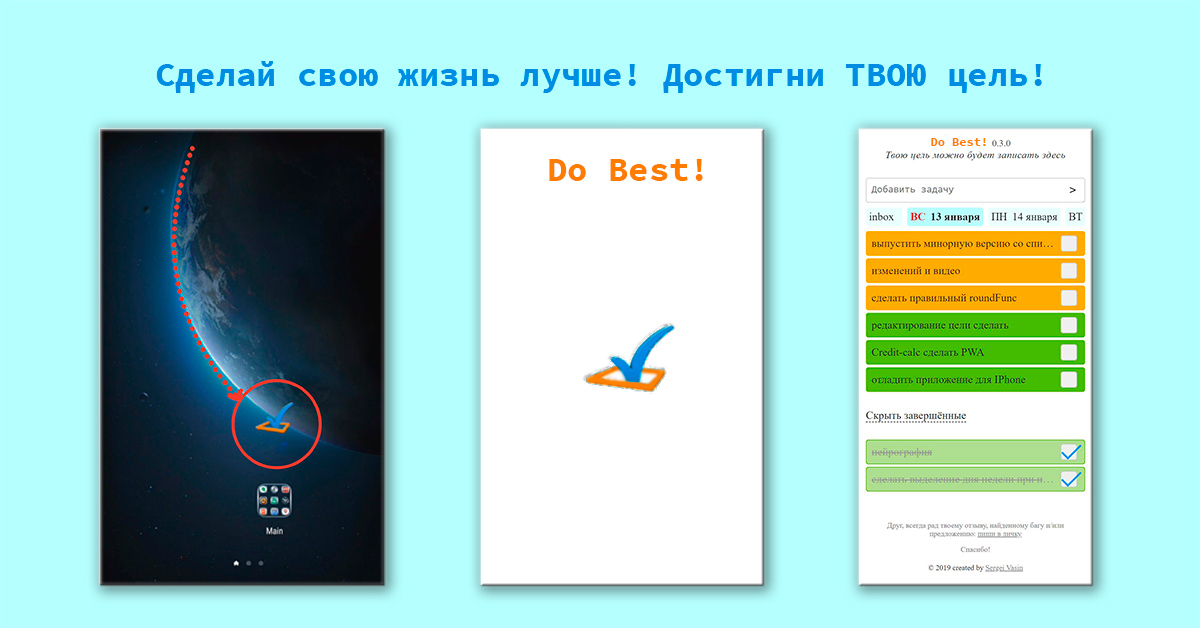 Сделай свою жизнь лучше! Достигни ТВОЮ цель!
Main
Do Best!
Do Best! 0.3.0
Твою цель можно будет записать здесь
Добавить задачу >
inbox ВС 13 января ПН 14 января ВТ
выпустить минорную версию со спи...
изменений и видео
сделать правильный roundFunc
редактирование цели сделать
Credit-calc сделать PWA
отладить приложение для IPhone
Скрыть завершённые
нейрография
сделать выделение дня недели при н...
Друг, всегда рад твоему отзыву, найденному багу и/или
предложению: пиши в личку
Спасибо!
© 2019 created by Sergei Vasin